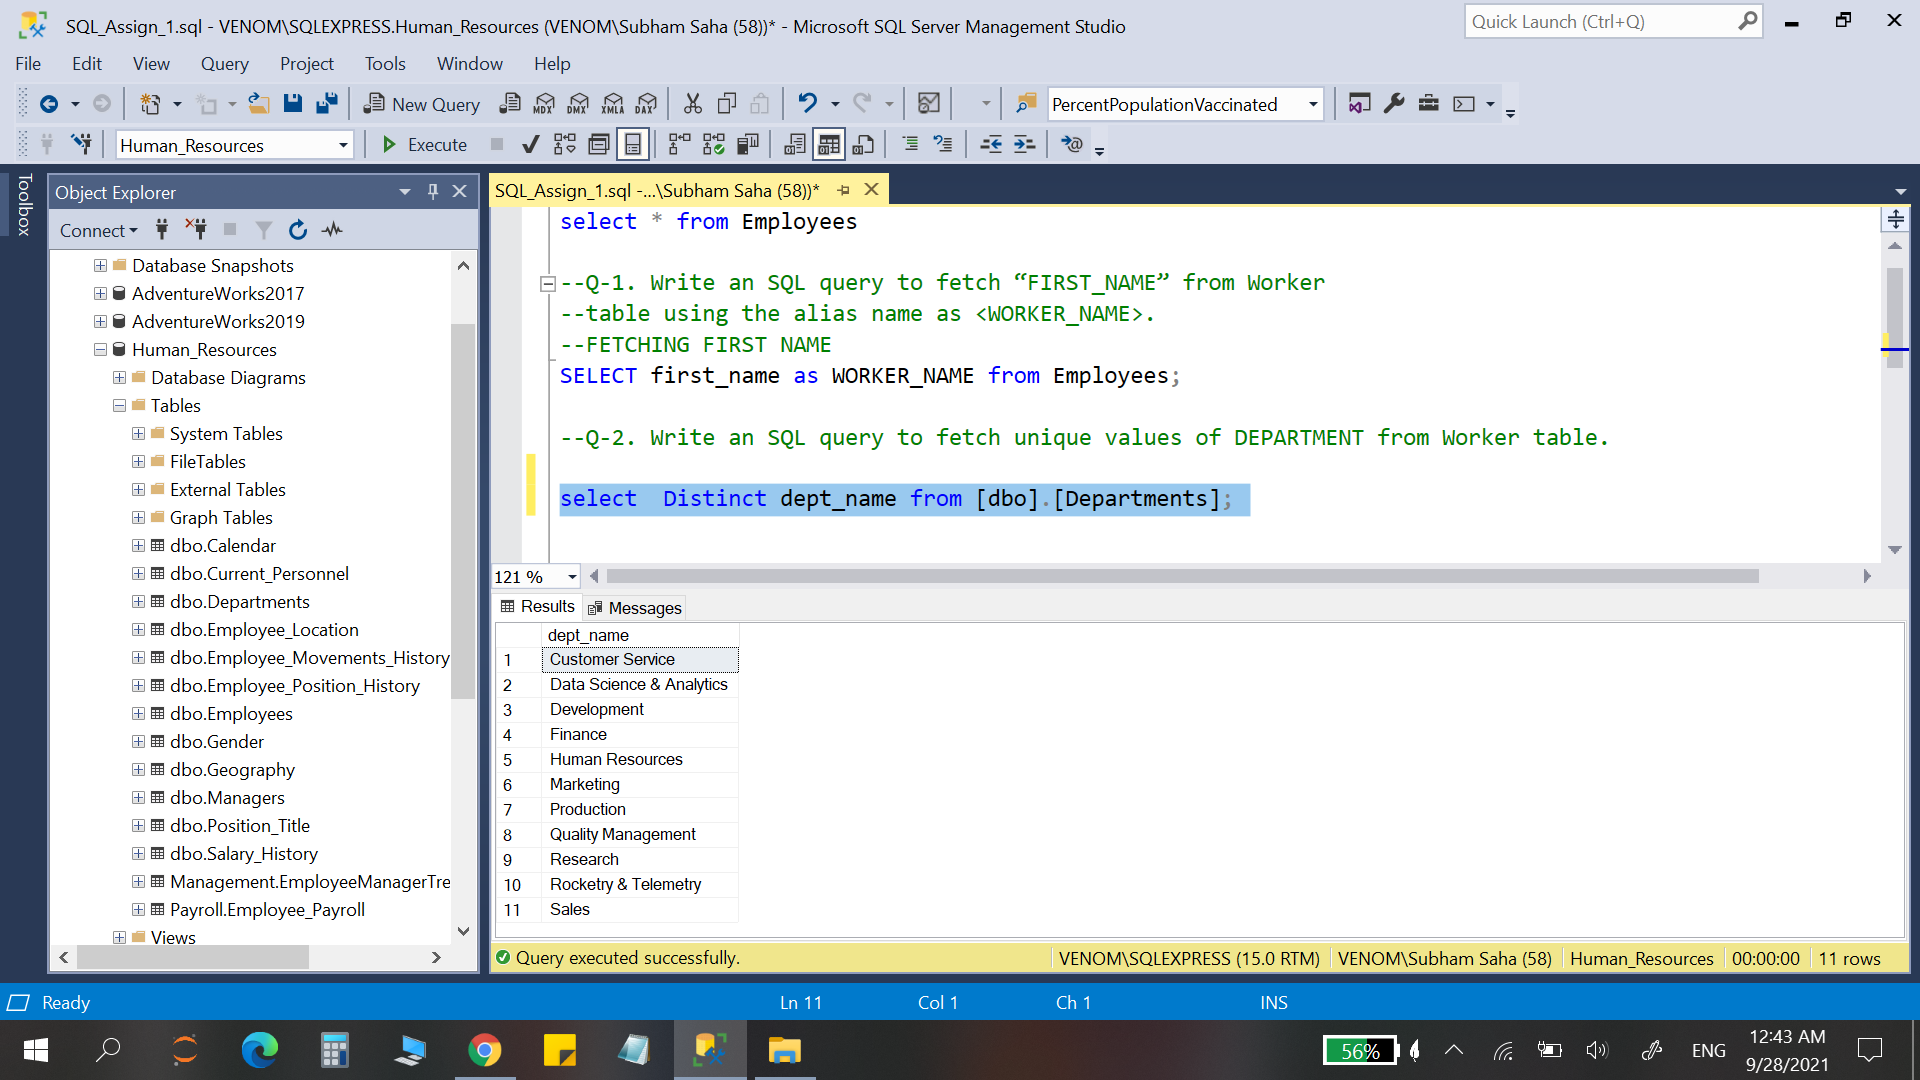 SQL_Assign_1.sql - VENOM\SQLEXPRESS.Human_Resources (VENOM\Subham Saha (58))* - Microsoft SQL Server Management Studio
Quick Launch (Ctrl+Q)
File Edit View Query Project Tools Window Help
New Query
MDX DMX XMLA DAX
PercentPopulationVaccinated
Human_Resources
Execute
Toolbox
Object Explorer
Connect
Database Snapshots
AdventureWorks2017
AdventureWorks2019
Human_Resources
Database Diagrams
Tables
System Tables
FileTables
External Tables
Graph Tables
dbo.Calendar
dbo.Current_Personnel
dbo.Departments
dbo.Employee_Location
dbo.Employee_Movements_History
dbo.Employee_Position_History
dbo.Employees
dbo.Gender
dbo.Geography
dbo.Managers
dbo.Position_Title
dbo.Salary_History
Management.EmployeeManagerTre
Payroll.Employee_Payroll
Views
SQL_Assign_1.sql -...\Subham Saha (58))*
select * from Employees
--Q-1. Write an SQL query to fetch “FIRST_NAME” from Worker
--table using the alias name as <WORKER_NAME>.
--FETCHING FIRST NAME
SELECT first_name as WORKER_NAME from Employees;
--Q-2. Write an SQL query to fetch unique values of DEPARTMENT from Worker table.
select  Distinct dept_name from [dbo].[Departments];
121 %
Results Messages
dept_name
1 Customer Service
2 Data Science & Analytics
3 Development
4 Finance
5 Human Resources
6 Marketing
7 Production
8 Quality Management
9 Research
10 Rocketry & Telemetry
11 Sales
Query executed successfully.
VENOM\SQLEXPRESS (15.0 RTM) VENOM\Subham Saha (58) Human_Resources 00:00:00 11 rows
Ready
Ln 11 Col 1 Ch 1 INS
56%
ENG
12:43 AM
9/28/2021